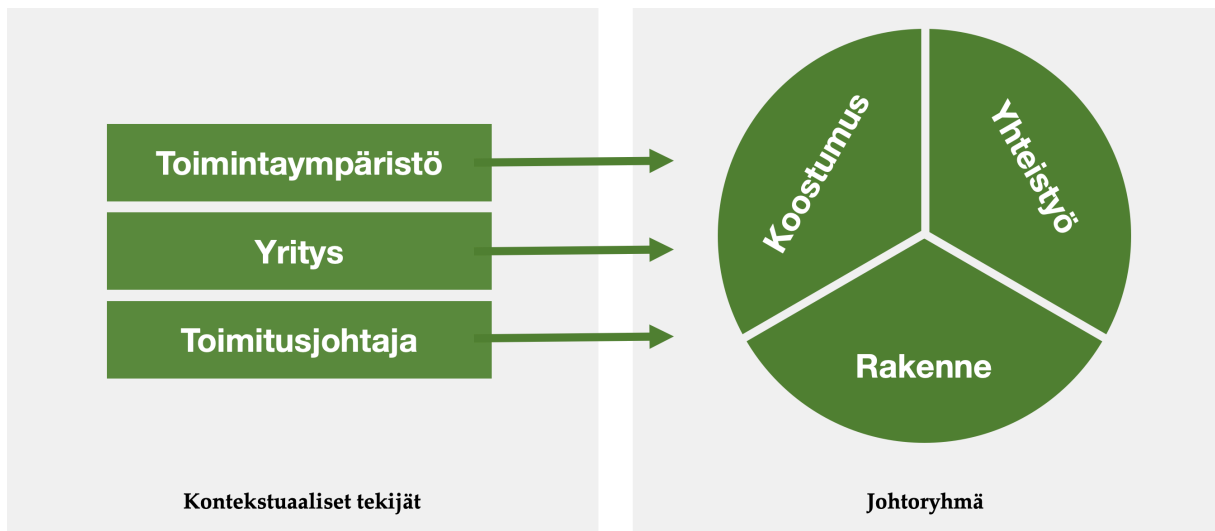 Toimintaympäristö
Yritys
Toimitusjohtaja
Kontekstuaaliset tekijät
Koostumus
Yhteistyö
Rakenne
Johtoryhmä